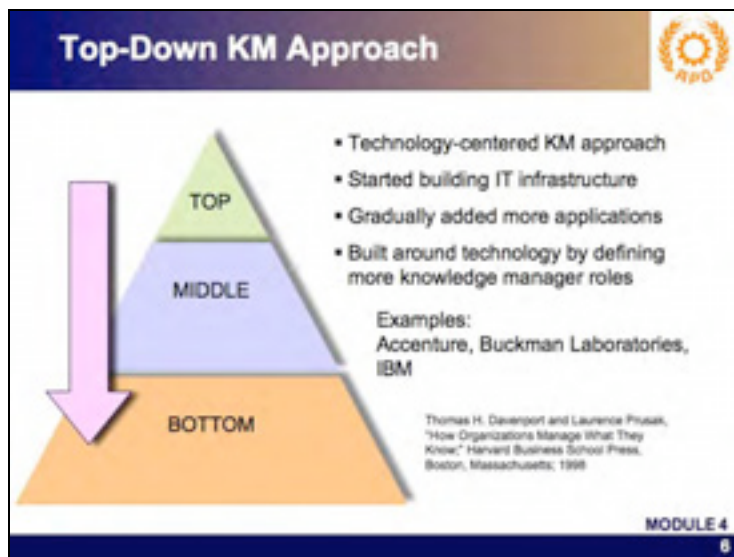 Top-Down KM Approach
APO
TOP
MIDDLE
BOTTOM
▪ Technology-centered KM approach
▪ Started building IT infrastructure
▪ Gradually added more applications
▪ Built around technology by defining
more knowledge manager roles
Examples:
Accenture, Buckman Laboratories,
IBM
Thomas H. Davenport and Laurence Prusak,
"How Organizations Manage What They
Know;" Harvard Business School Press,
Boston, Massachusetts; 1998
MODULE 4
6